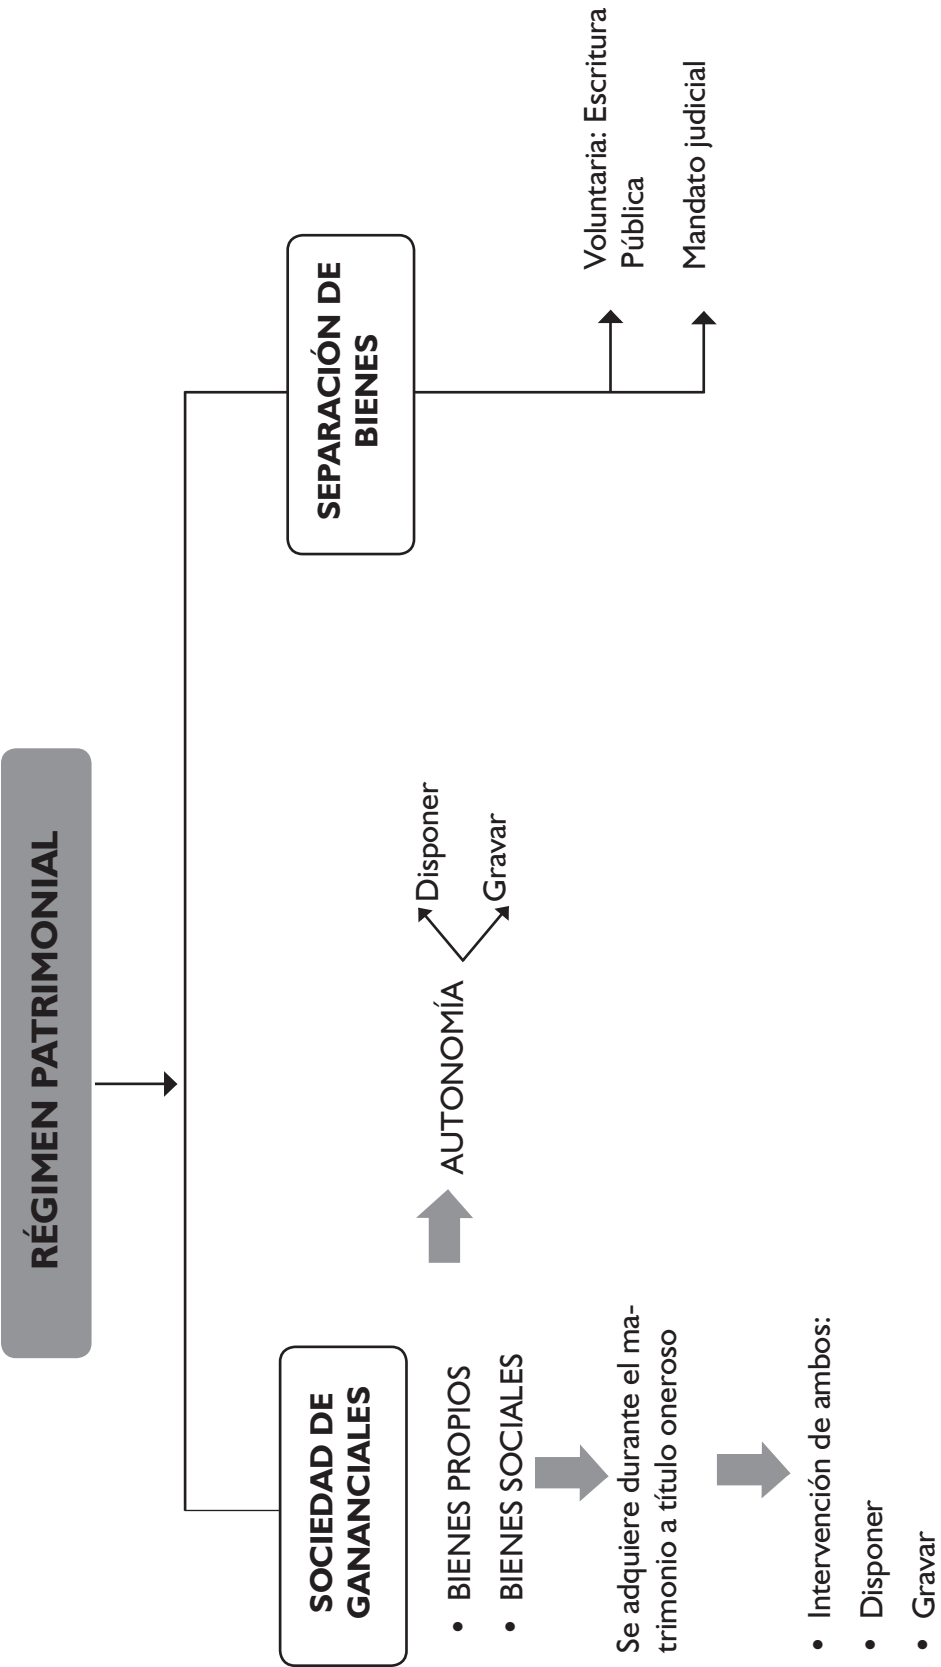 RÉGIMEN PATRIMONIAL
SOCIEDAD DE
GANANCIALES
• BIENES PROPIOS
• BIENES SOCIALES
AUTONOMÍA
Disponer
Gravar
Se adquiere durante el ma-
trimonio a título oneroso
• Intervención de ambos:
• Disponer
• Gravar
SEPARACIÓN DE
BIENES
Voluntaria: Escritura
Pública
Mandato judicial